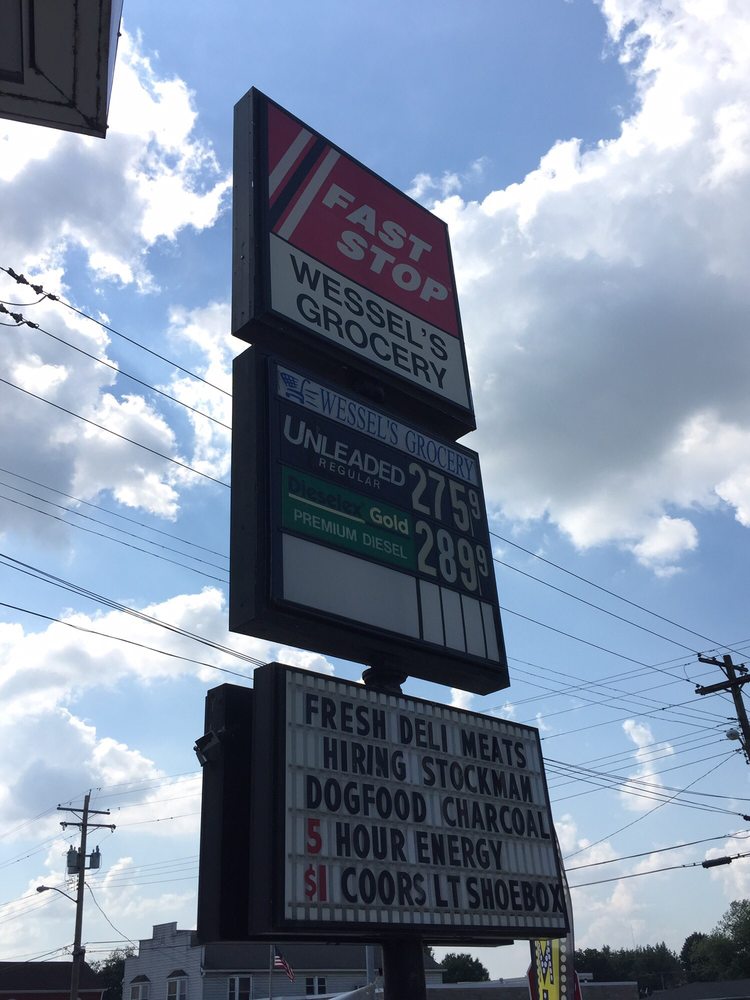 FAST
STOP
WESSEL'S
GROCERY
WESSEL'S GROCERY
UNLEADED
REGULAR
275 9
Dieselex Gold
PREMIUM DIESEL
289 9
FRESH DELI MEATS
HIRING STOCKMAN
DOGFOOD CHARCOAL
5 HOUR ENERGY
$1 COORS LT SHOEBOX